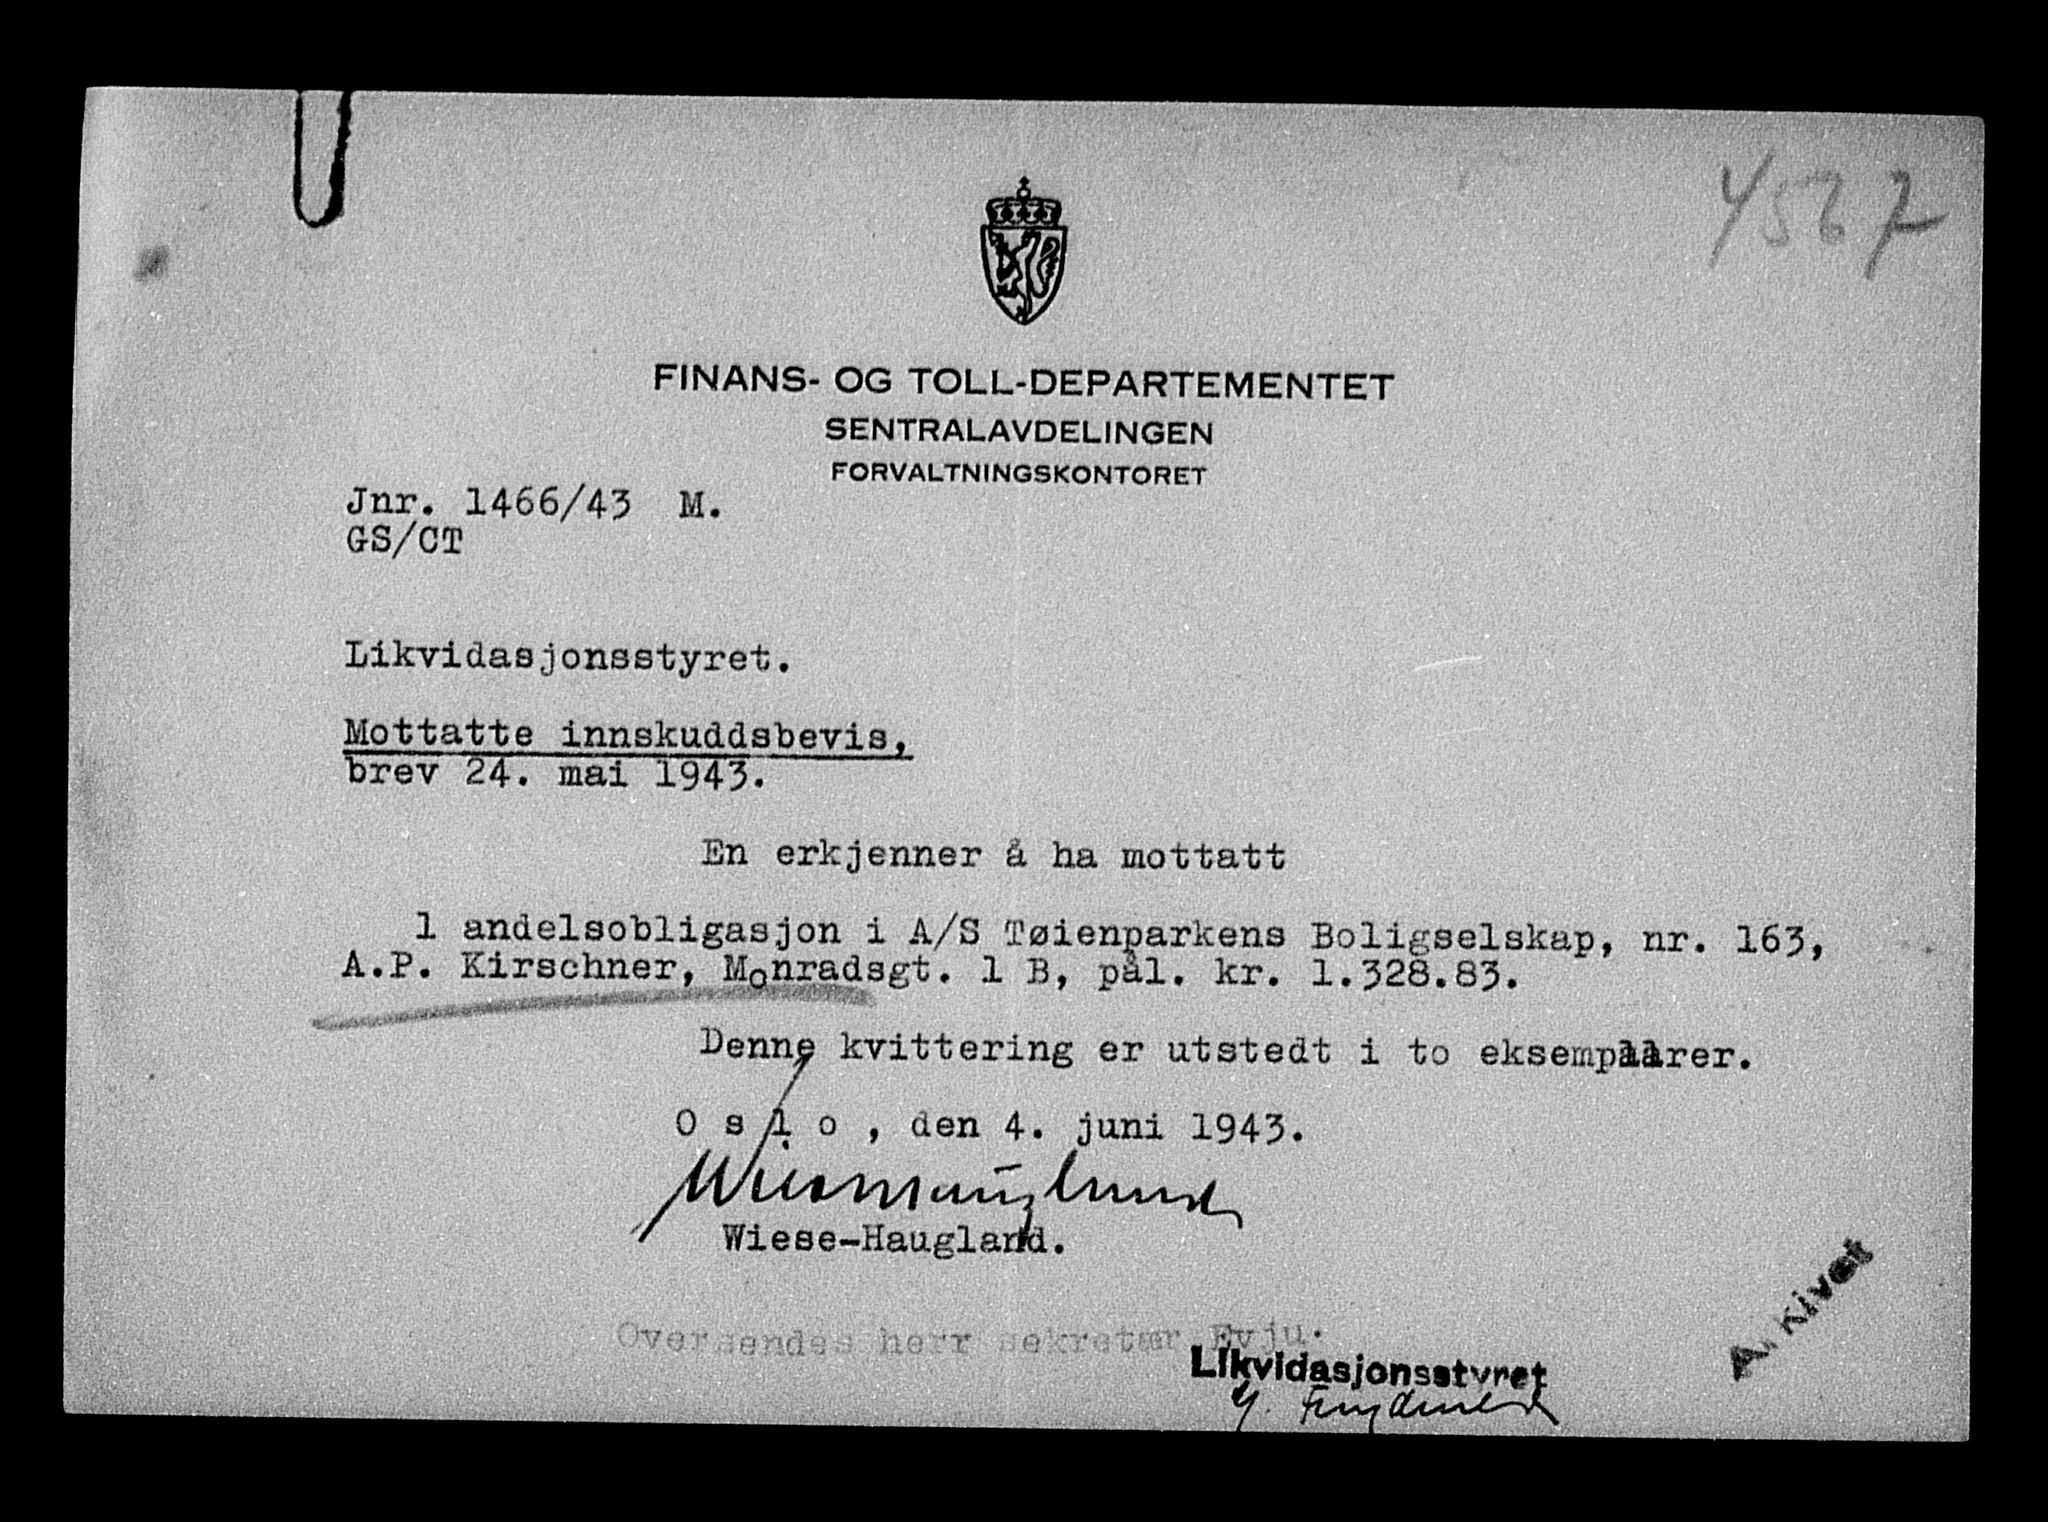 4567
FINANS- OG TOLL-DEPARTEMENTET
SENTRALAVDELINGEN
FORVALTNINGSKONTORET
Jnr. 1466/43 M.
GS/CT
Likvidasjonsstyret.
Mottatte innskuddsbevis,
brev 24. mai 1943.
En erkjenner å ha mottatt
1 andelsobligasjon i A/S Tøienparkens Boligselskap, nr. 163,
A.P. Kirschner, Monradsgt. 1 B, pål. kr. 1.328.83.
Denne kvittering er utstedt i to eksemplarer.
Oslo, den 4. juni 1943.
Wiese-Haugland.
Oversendes herr sekretær Evju.
Likvidasjonsstyret
Arkivet